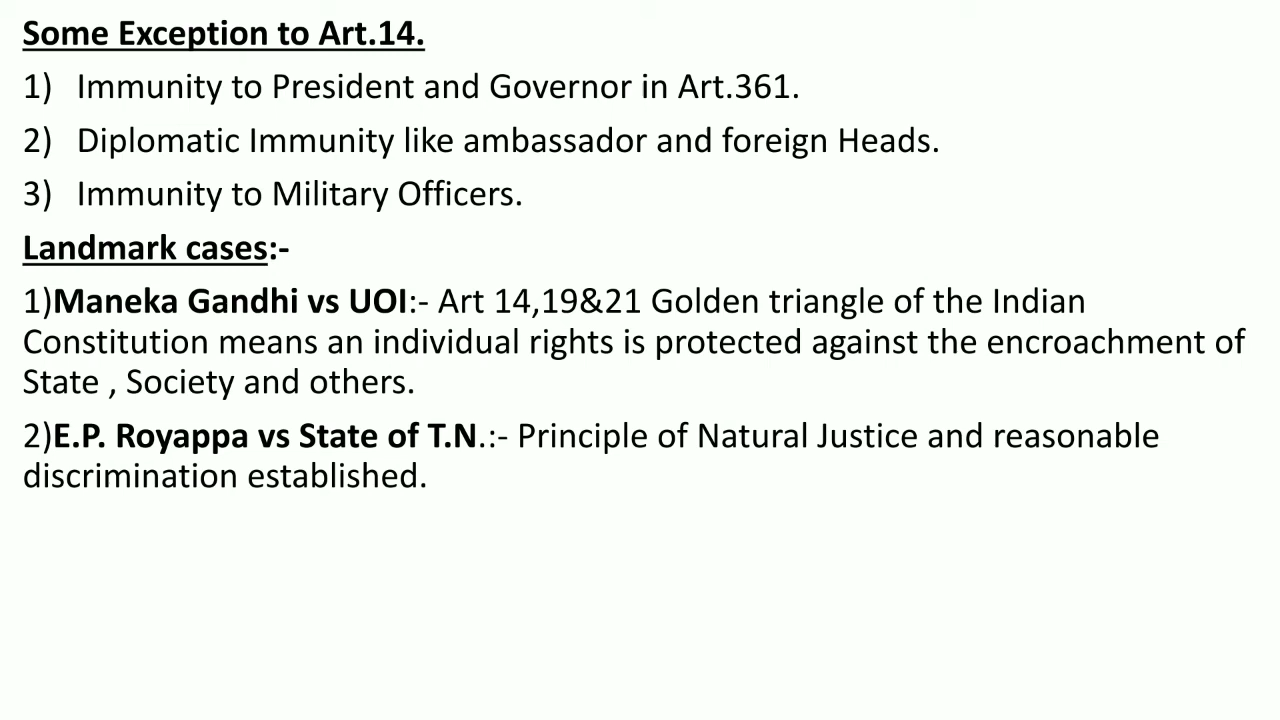 Some Exception to Art.14.
1) Immunity to President and Governor in Art.361.
2) Diplomatic Immunity like ambassador and foreign Heads.
3) Immunity to Military Officers.
Landmark cases:-
1)Maneka Gandhi vs UOI:- Art 14,19&21 Golden triangle of the Indian
Constitution means an individual rights is protected against the encroachment of
State , Society and others.
2)E.P. Royappa vs State of T.N.:- Principle of Natural Justice and reasonable
discrimination established.